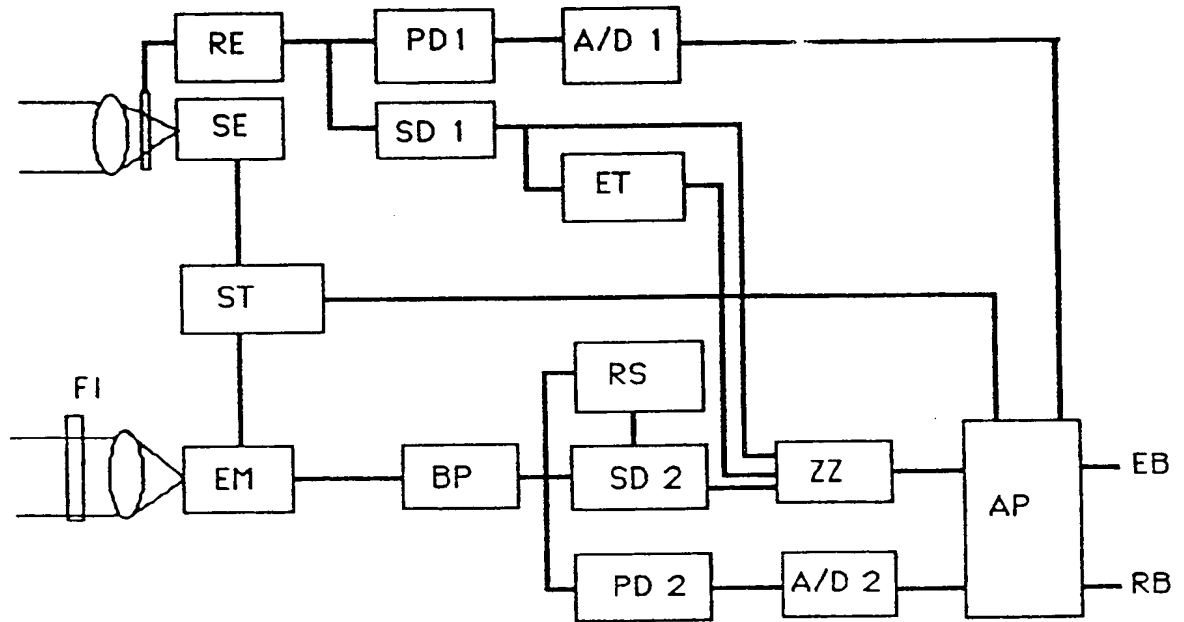 RE
PD1
A/D 1
SE
SD 1
ET
ST
FI
RS
EM
BP
SD 2
ZZ
AP
EB
PD 2
A/D 2
RB